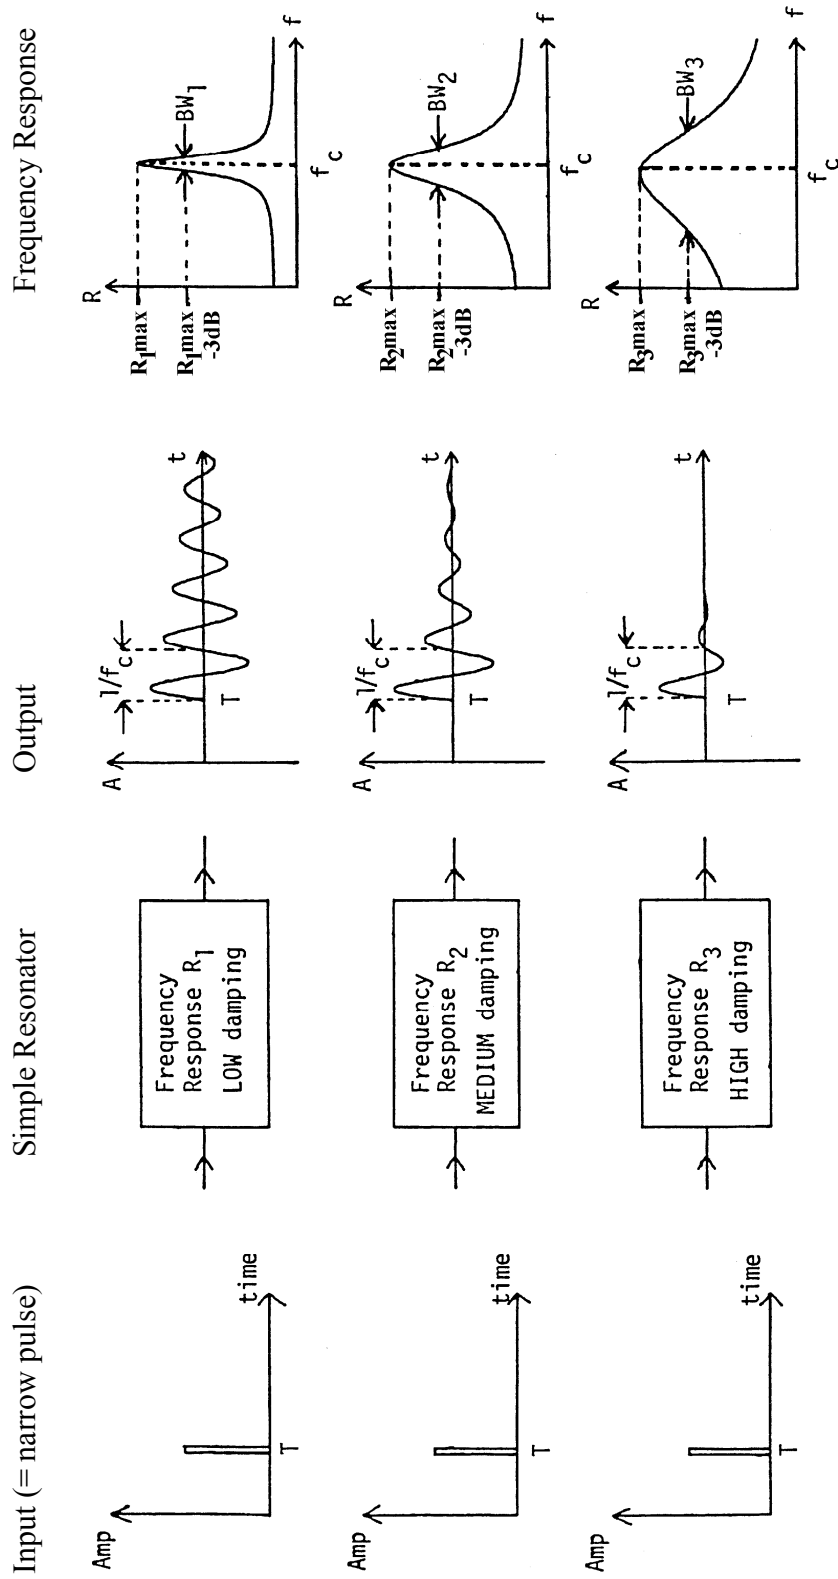 Input (= narrow pulse)
Simple Resonator
Output
Frequency Response
Amp
T
time
Frequency
Response R1
LOW damping
A
1/fc
T
t
R
R1max
R1max
-3dB
BW1
fc
f
Amp
T
time
Frequency
Response R2
MEDIUM damping
A
1/fc
T
t
R
R2max
R2max
-3dB
BW2
fc
f
Amp
T
time
Frequency
Response R3
HIGH damping
A
1/fc
T
t
R
R3max
R3max
-3dB
BW3
fc
f